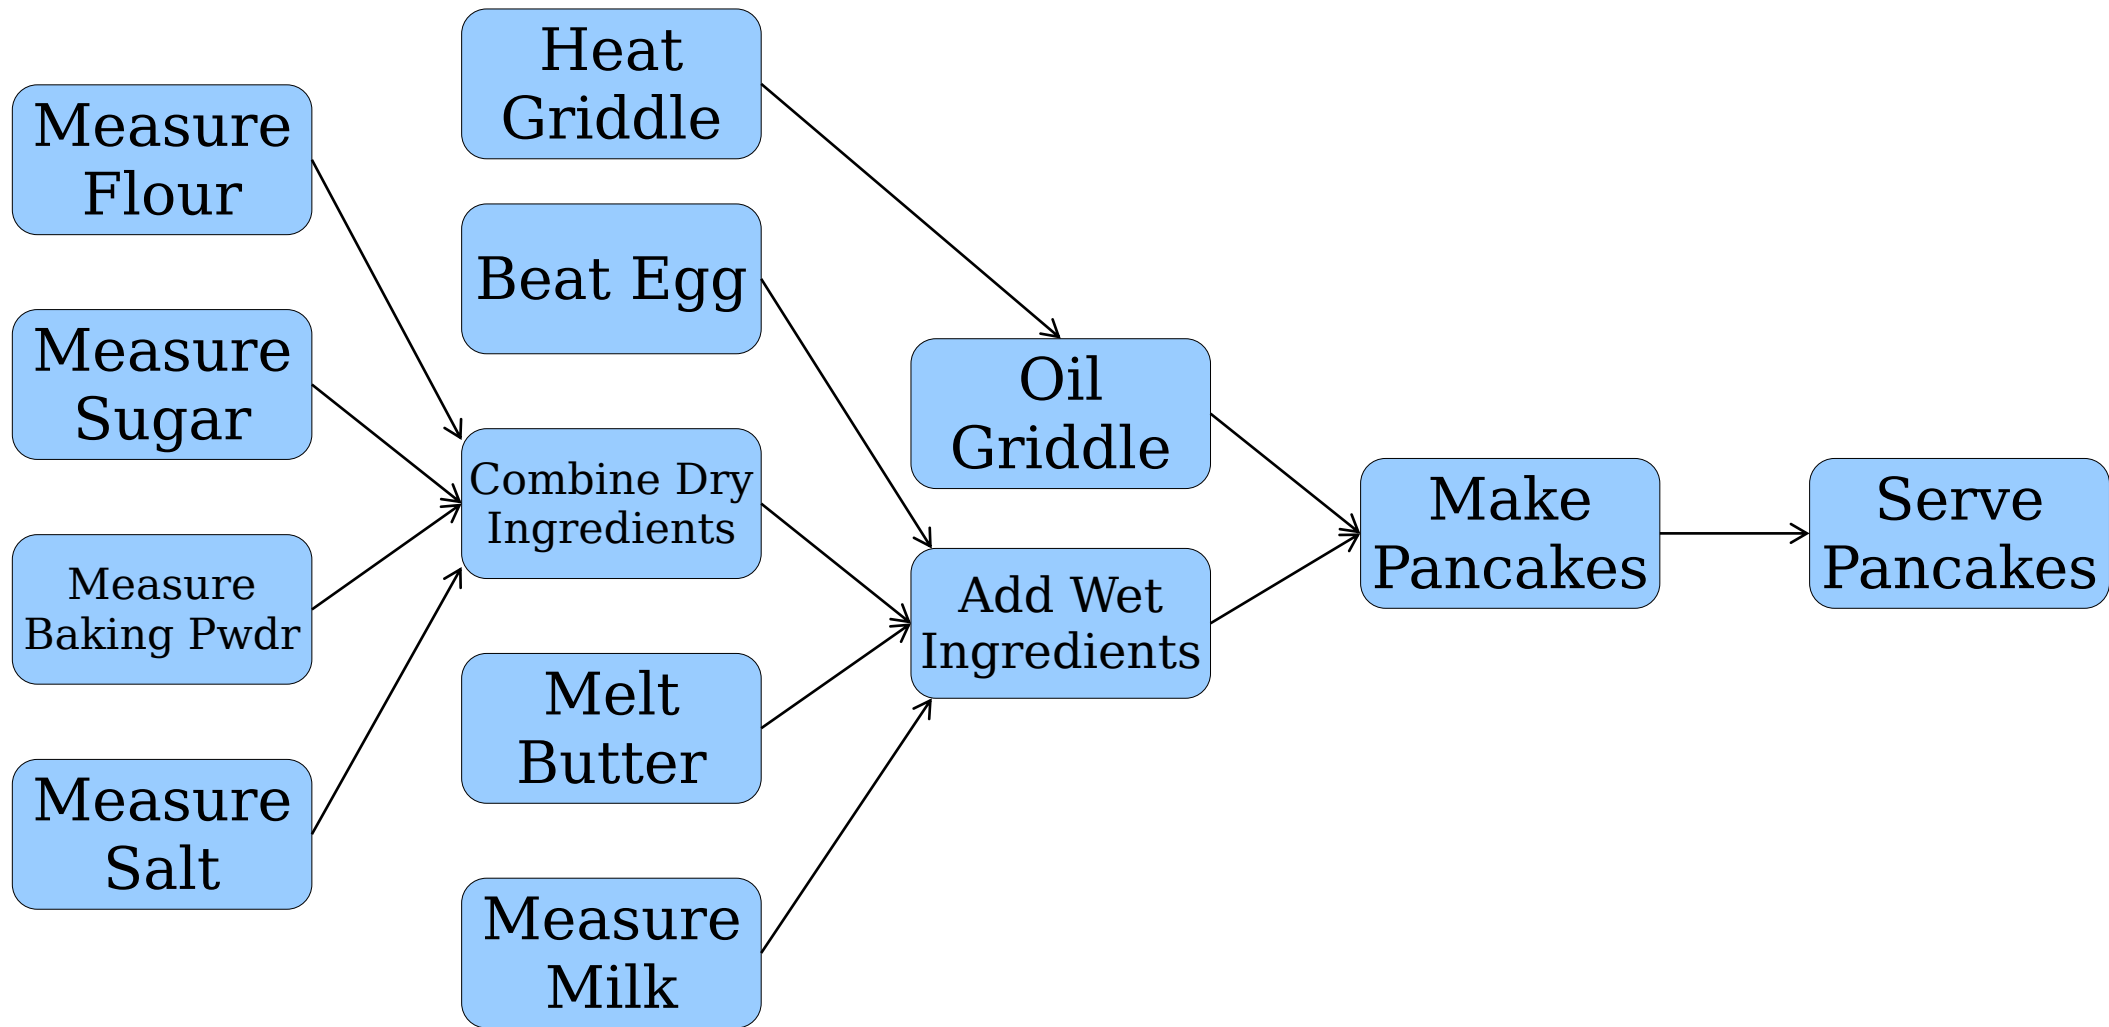 Measure
Flour
Measure
Sugar
Measure
Baking Pwdr
Measure
Salt
Heat
Griddle
Beat Egg
Combine Dry
Ingredients
Melt
Butter
Measure
Milk
Oil
Griddle
Add Wet
Ingredients
Make
Pancakes
Serve
Pancakes